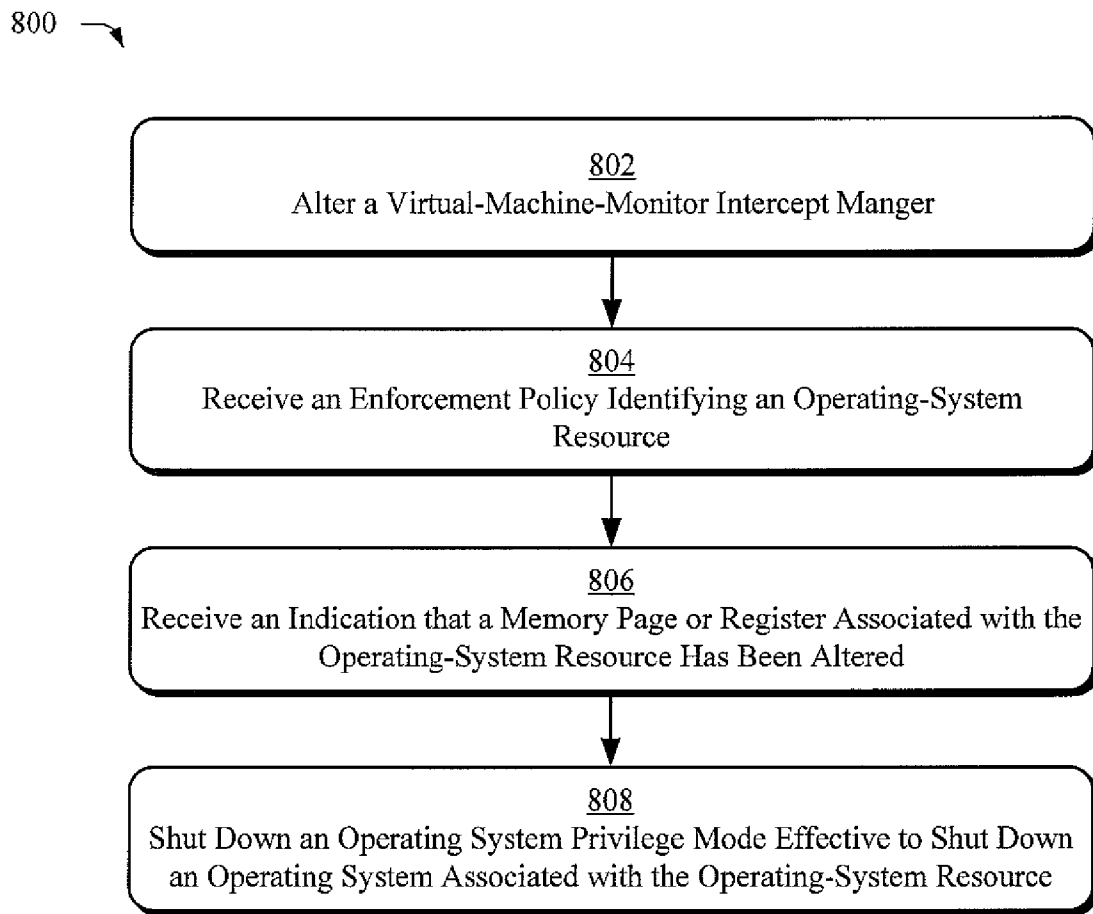 800
802
Alter a Virtual-Machine-Monitor Intercept Manger
804
Receive an Enforcement Policy Identifying an Operating-System
Resource
806
Receive an Indication that a Memory Page or Register Associated with the
Operating-System Resource Has Been Altered
808
Shut Down an Operating System Privilege Mode Effective to Shut Down
an Operating System Associated with the Operating-System Resource